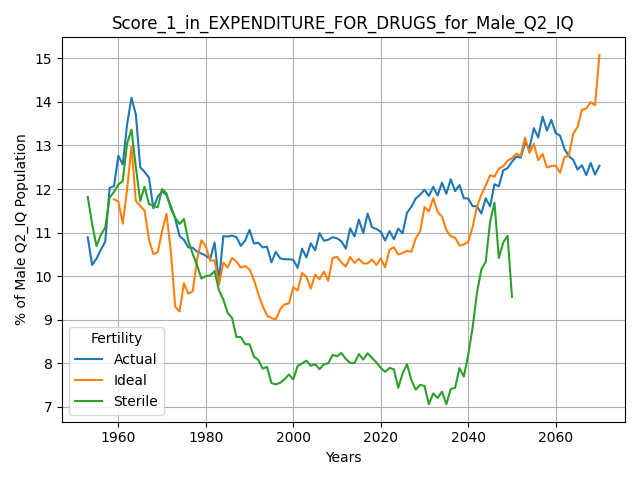 Score_1_in_EXPENDITURE_FOR_DRUGS_for_Male_Q2_IQ
% of Male Q2_IQ Population
15
14
13
12
11
10
9
8
7
Fertility
Actual
Ideal
Sterile
1960 1980 2000 2020 2040 2060
Years